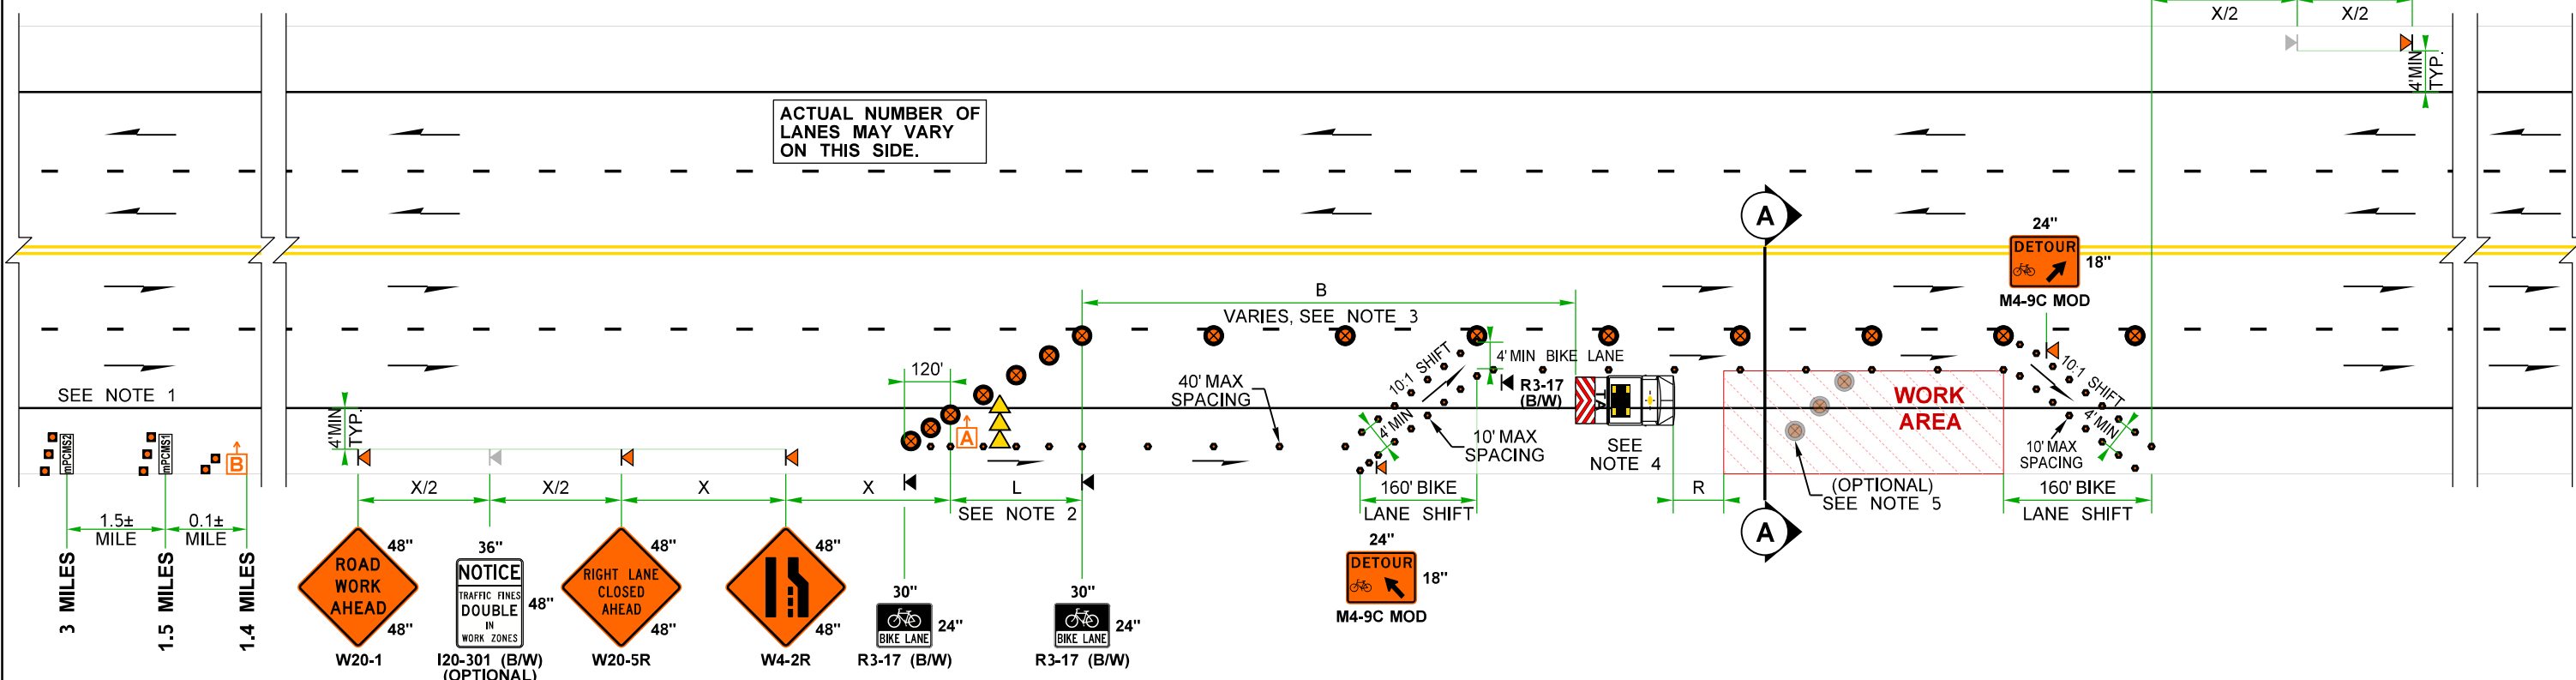 X/2
X/2
4'MIN
TYP.
ACTUAL NUMBER OF
LANES MAY VARY
ON THIS SIDE.
A
24"
DETOUR
18"
M4-9C MOD
B
VARIES, SEE NOTE 3
SEE NOTE 1
120'
4'MIN
TYP.
40' MAX
SPACING
10:1 SHIFT
4' MIN
4' MIN BIKE LANE
R3-17
(B/W)
10' MAX
SPACING
SEE
NOTE 4
WORK
AREA
10:1 SHIFT
4' MIN
10' MAX
SPACING
mPCMS2
mPCMS1
B
A
X/2
X/2
X
X
L
SEE NOTE 2
160' BIKE
LANE SHIFT
R
(OPTIONAL)
SEE NOTE 5
160' BIKE
LANE SHIFT
A
1.5±
MILE
0.1±
MILE
3 MILES
1.5 MILES
1.4 MILES
48"
ROAD
WORK
AHEAD
48"
W20-1
36"
NOTICE
TRAFFIC FINES
DOUBLE
IN
WORK ZONES
48"
I20-301 (B/W)
(OPTIONAL)
48"
RIGHT LANE
CLOSED
AHEAD
48"
W20-5R
48"
48"
W4-2R
30"
BIKE LANE
24"
R3-17 (B/W)
30"
BIKE LANE
24"
R3-17 (B/W)
24"
DETOUR
18"
M4-9C MOD